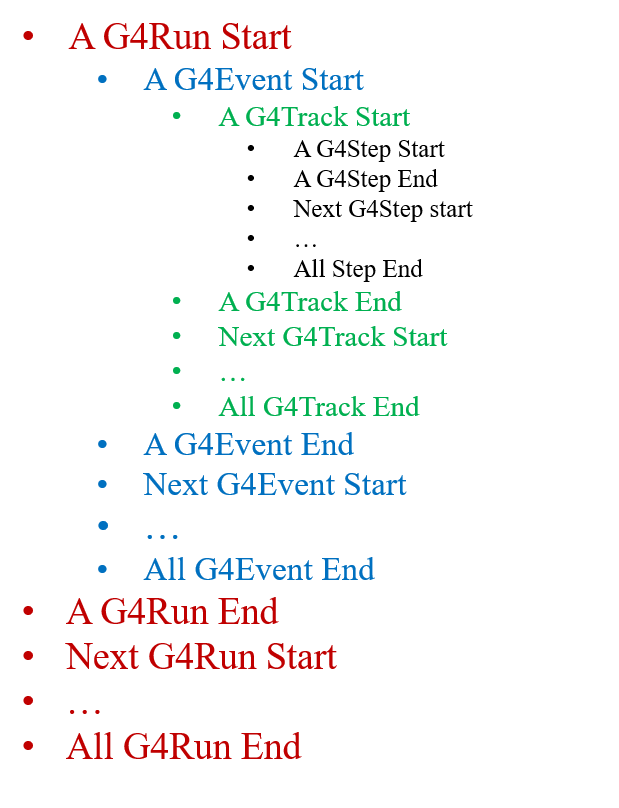 • A G4Run Start
• A G4Event Start
• A G4Track Start
• A G4Step Start
• A G4Step End
• Next G4Step start
• …
• All Step End
• A G4Track End
• Next G4Track Start
• …
• All G4Track End
• A G4Event End
• Next G4Event Start
• …
• All G4Event End
• A G4Run End
• Next G4Run Start
• …
• All G4Run End